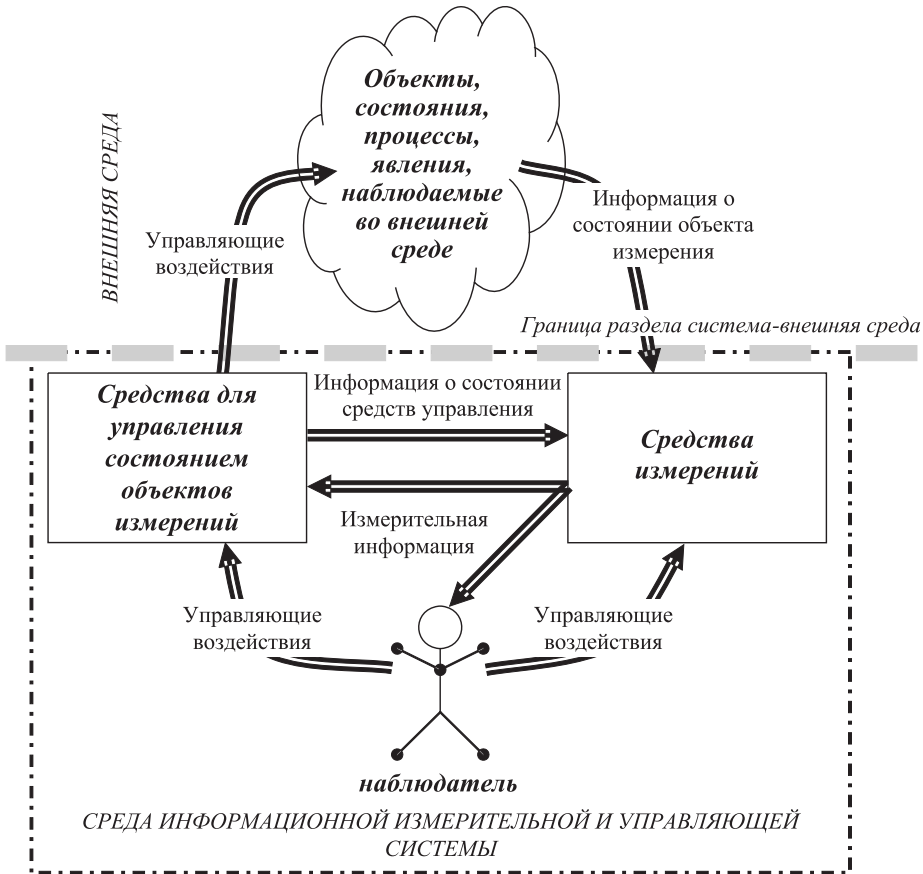 Объекты,
состояния,
процессы,
явления,
наблюдаемые
во внешней
среде
ВНЕШНЯЯ СРЕДА
Управляющие
воздействия
Информация о
состоянии объекта
измерения
Граница раздела система-внешняя среда
Средства для
управления
состоянием
объектов
измерений
Информация о состоянии
средств управления
Средства
измерений
Измерительная
информация
Управляющие
воздействия
Управляющие
воздействия
наблюдатель
СРЕДА ИНФОРМАЦИОННОЙ ИЗМЕРИТЕЛЬНОЙ И УПРАВЛЯЮЩЕЙ
СИСТЕМЫ